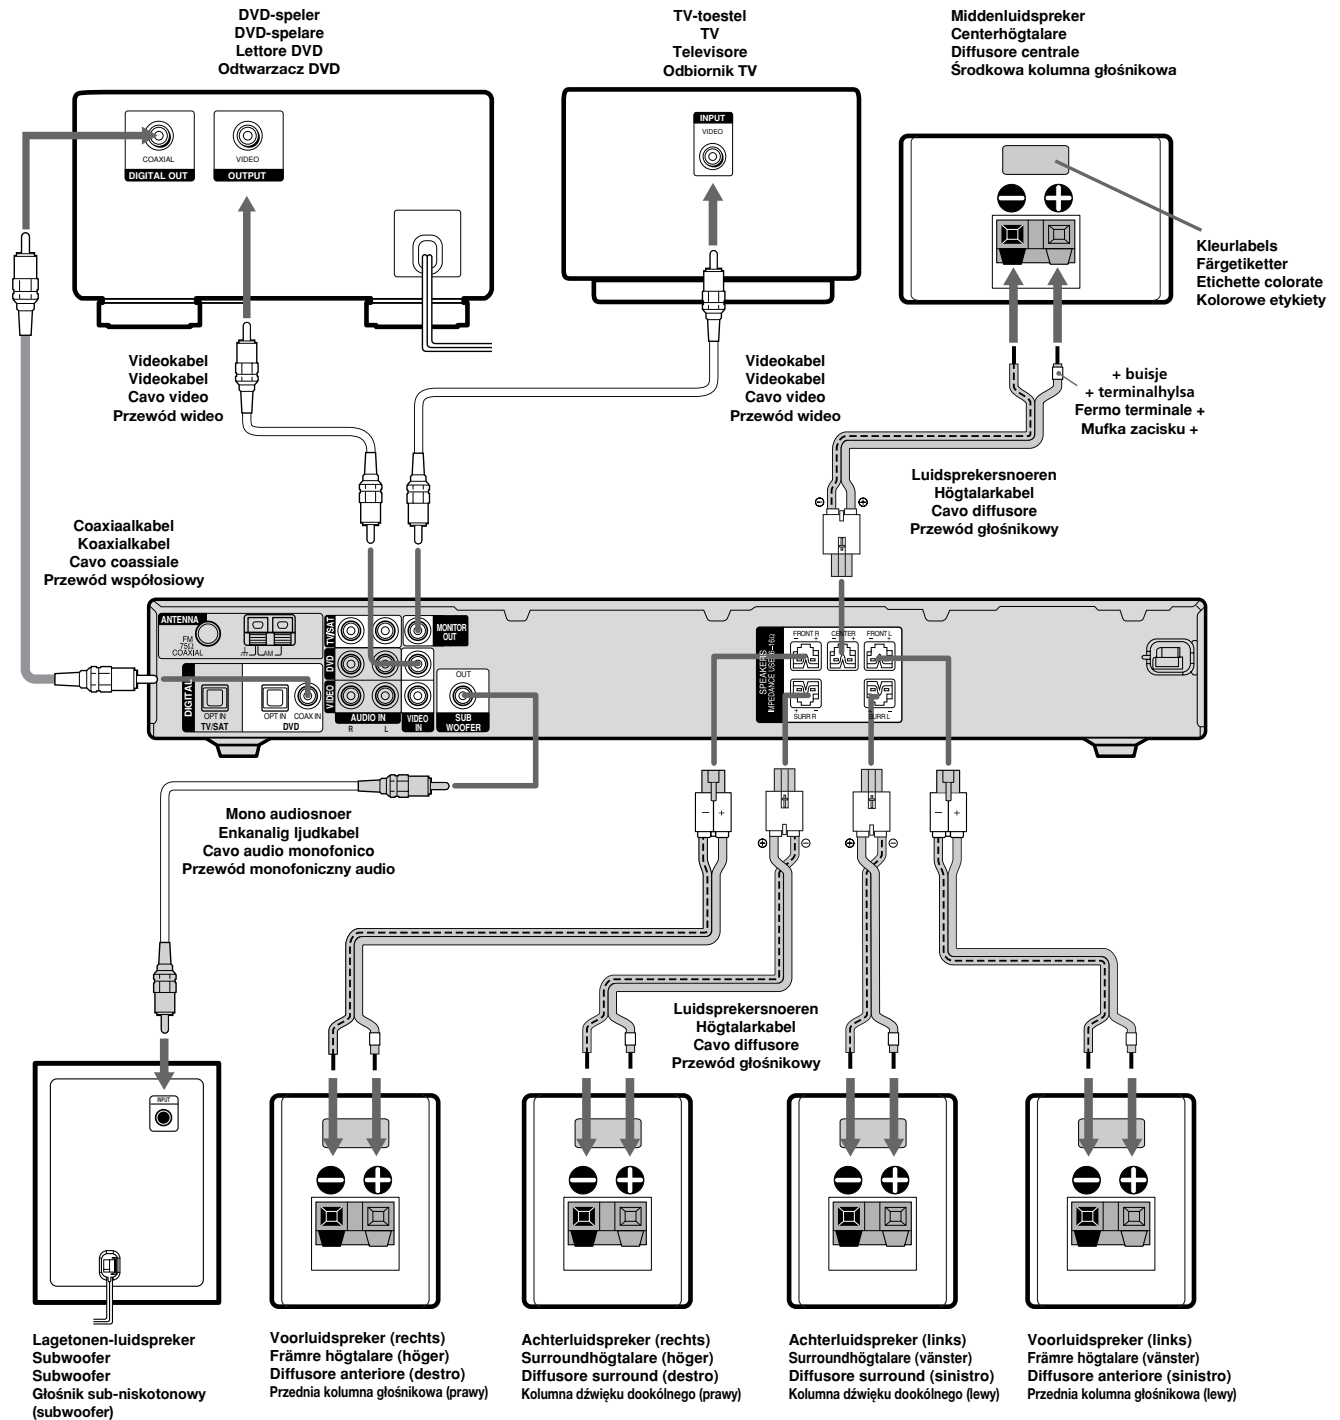 DVD-speler
DVD-spelare
Lettore DVD
Odtwarzacz DVD
TV-toestel
TV
Televisore
Odbiornik TV
Middenluidspreker
Centerhögtalare
Diffusore centrale
Środkowa kolumna głośnikowa
COAXIAL
DIGITAL OUT
VIDEO
OUTPUT
INPUT
VIDEO
Kleurlabels
Färgetiketter
Etichette colorate
Kolorowe etykiety
Videokabel
Videokabel
Cavo video
Przewód wideo
Videokabel
Videokabel
Cavo video
Przewód wideo
+ buisje
+ terminalhylsa
Fermo terminale +
Mufka zacisku +
Luidsprekersnoeren
Högtalarkabel
Cavo diffusore
Przewód głośnikowy
Coaxiaalkabel
Koaxialkabel
Cavo coassiale
Przewód współosiowy
ANTENNA
FM
75Ω
COAXIAL
AM
DIGITAL
OPT IN
TV/SAT
OPT IN
COAX IN
DVD
TV/SAT
DVD
VIDEO
AUDIO IN
R L
VIDEO
IN
MONITOR
OUT
OUT
SUB
WOOFER
SPEAKERS
IMPEDANCE USE 8–16Ω
FRONT R
CENTER
FRONT L
+ – – + – +
SURR R
SURR L
+ – + –
Mono audiosnoer
Enkanalig ljudkabel
Cavo audio monofonico
Przewód monofoniczny audio
– +
– +
Luidsprekersnoeren
Högtalarkabel
Cavo diffusore
Przewód głośnikowy
INPUT
Lagetonen-luidspreker
Subwoofer
Subwoofer
Głośnik sub-niskotonowy
(subwoofer)
Voorluidspreker (rechts)
Främre högtalare (höger)
Diffusore anteriore (destro)
Przednia kolumna głośnikowa (prawy)
Achterluidspreker (rechts)
Surroundhögtalare (höger)
Diffusore surround (destro)
Kolumna dźwięku dookólnego (prawy)
Achterluidspreker (links)
Surroundhögtalare (vänster)
Diffusore surround (sinistro)
Kolumna dźwięku dookólnego (lewy)
Voorluidspreker (links)
Främre högtalare (vänster)
Diffusore anteriore (sinistro)
Przednia kolumna głośnikowa (lewy)